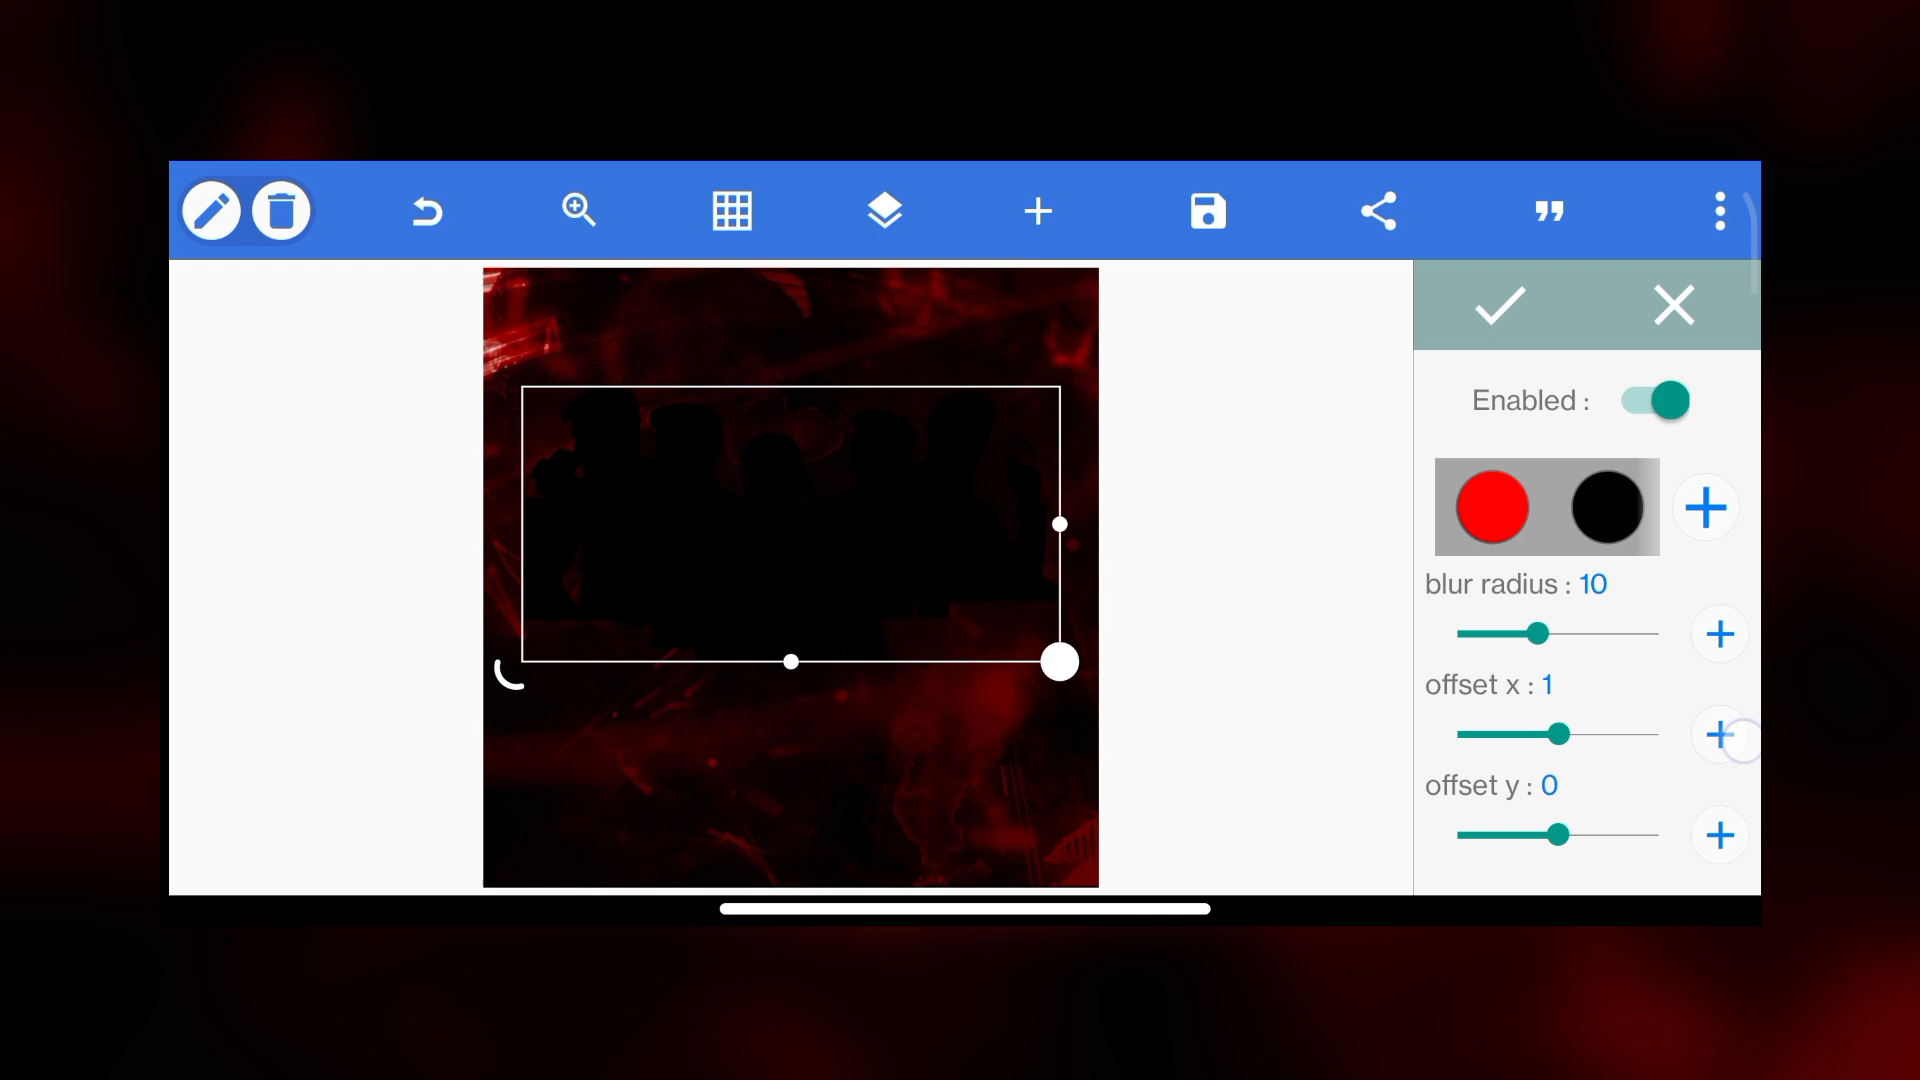 Enabled :
blur radius : 10
offset x : 1
offset y : 0